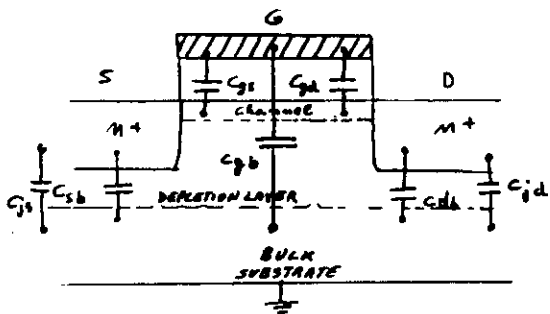 G
S
D
Cgs
Cgd
channel
n+
n+
Cgb
Cjs
Csb
DEPLETION LAYER
Cdb
Cjd
BULK
SUBSTRATE